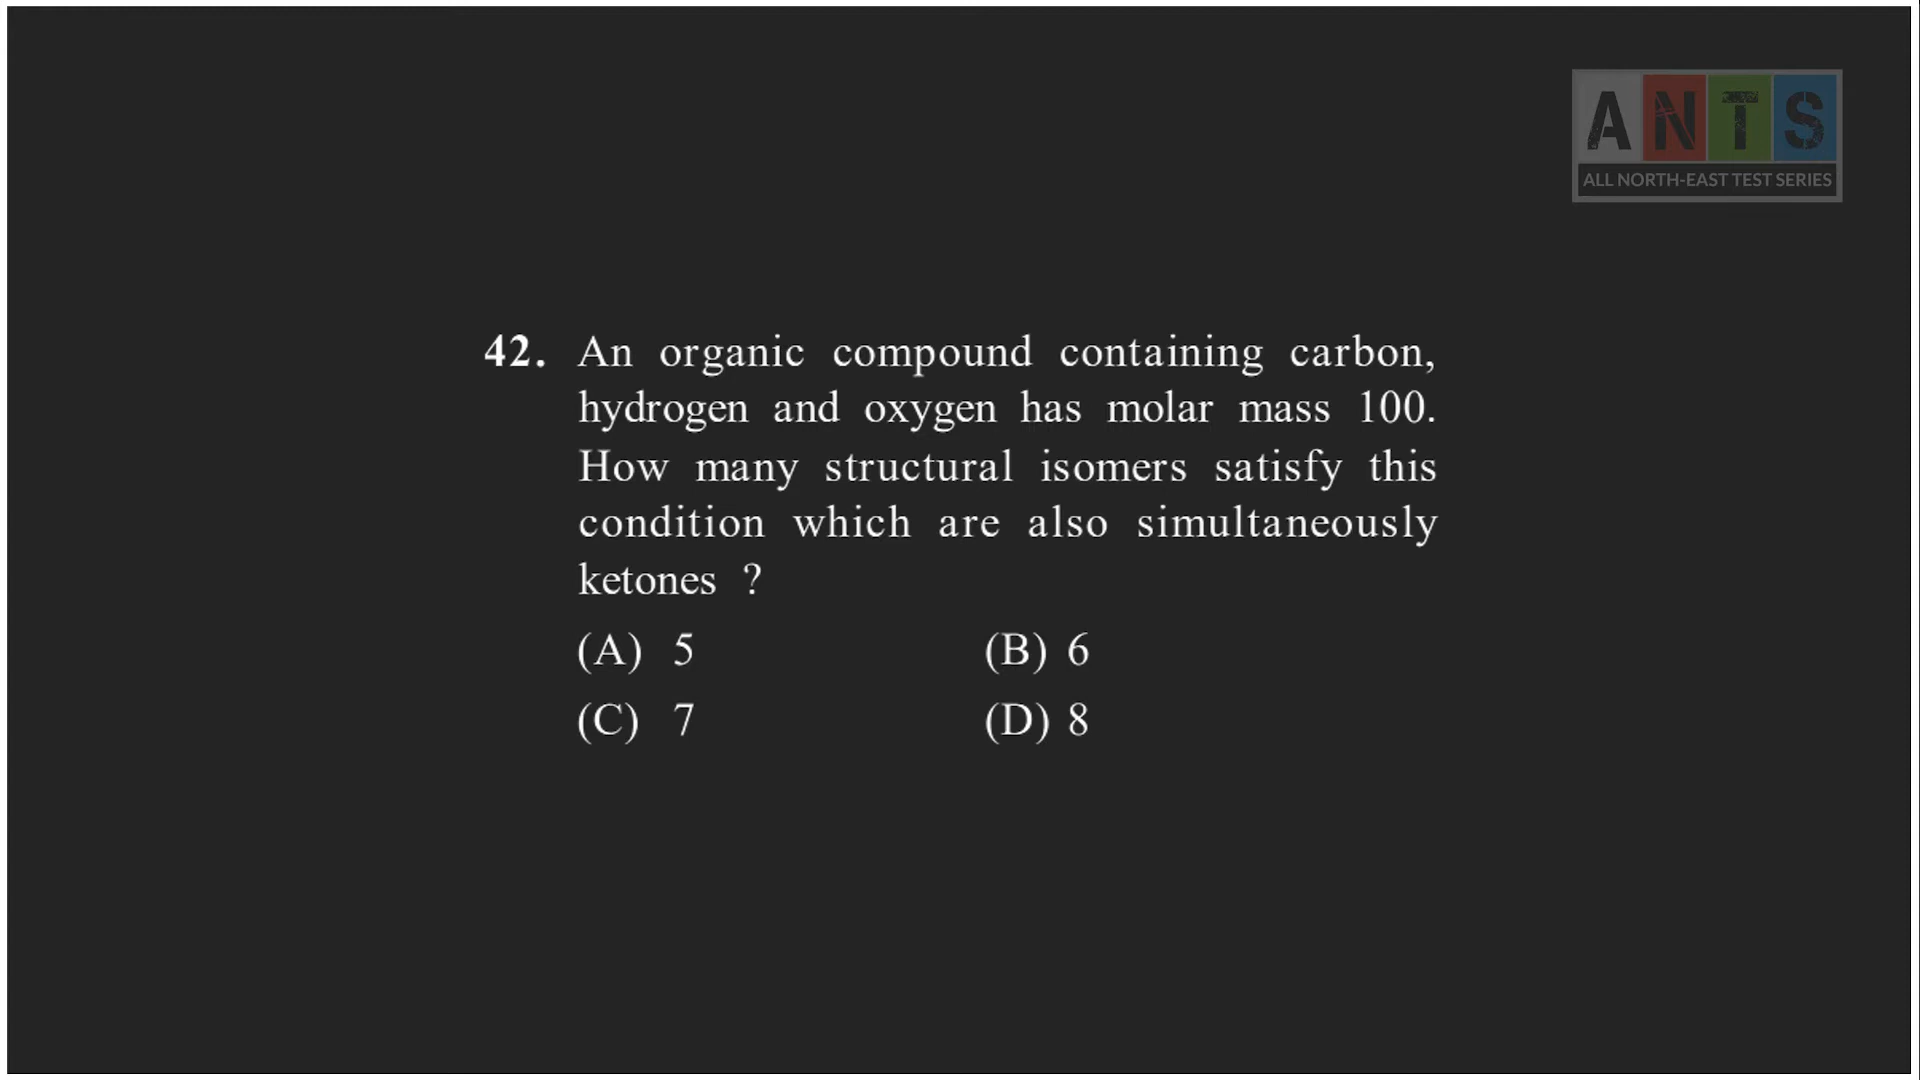 ANTS
ALL NORTH-EAST TEST SERIES
42. An organic compound containing carbon,
hydrogen and oxygen has molar mass 100.
How many structural isomers satisfy this
condition which are also simultaneously
ketones ?
(A) 5 (B) 6
(C) 7 (D) 8